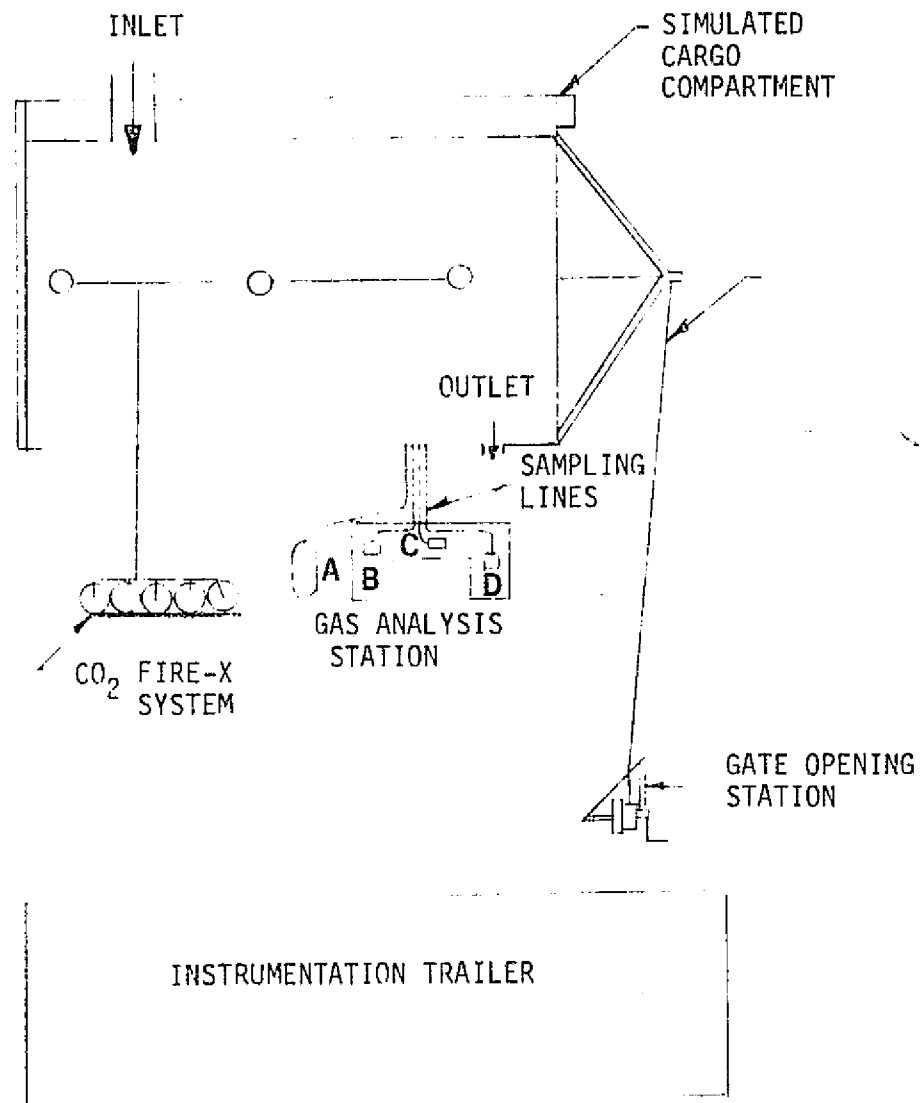 INLET
SIMULATED
CARGO
COMPARTMENT
OUTLET
SAMPLING
LINES
A
B
C
D
GAS ANALYSIS
STATION
CO2 FIRE-X
SYSTEM
GATE OPENING
STATION
INSTRUMENTATION TRAILER